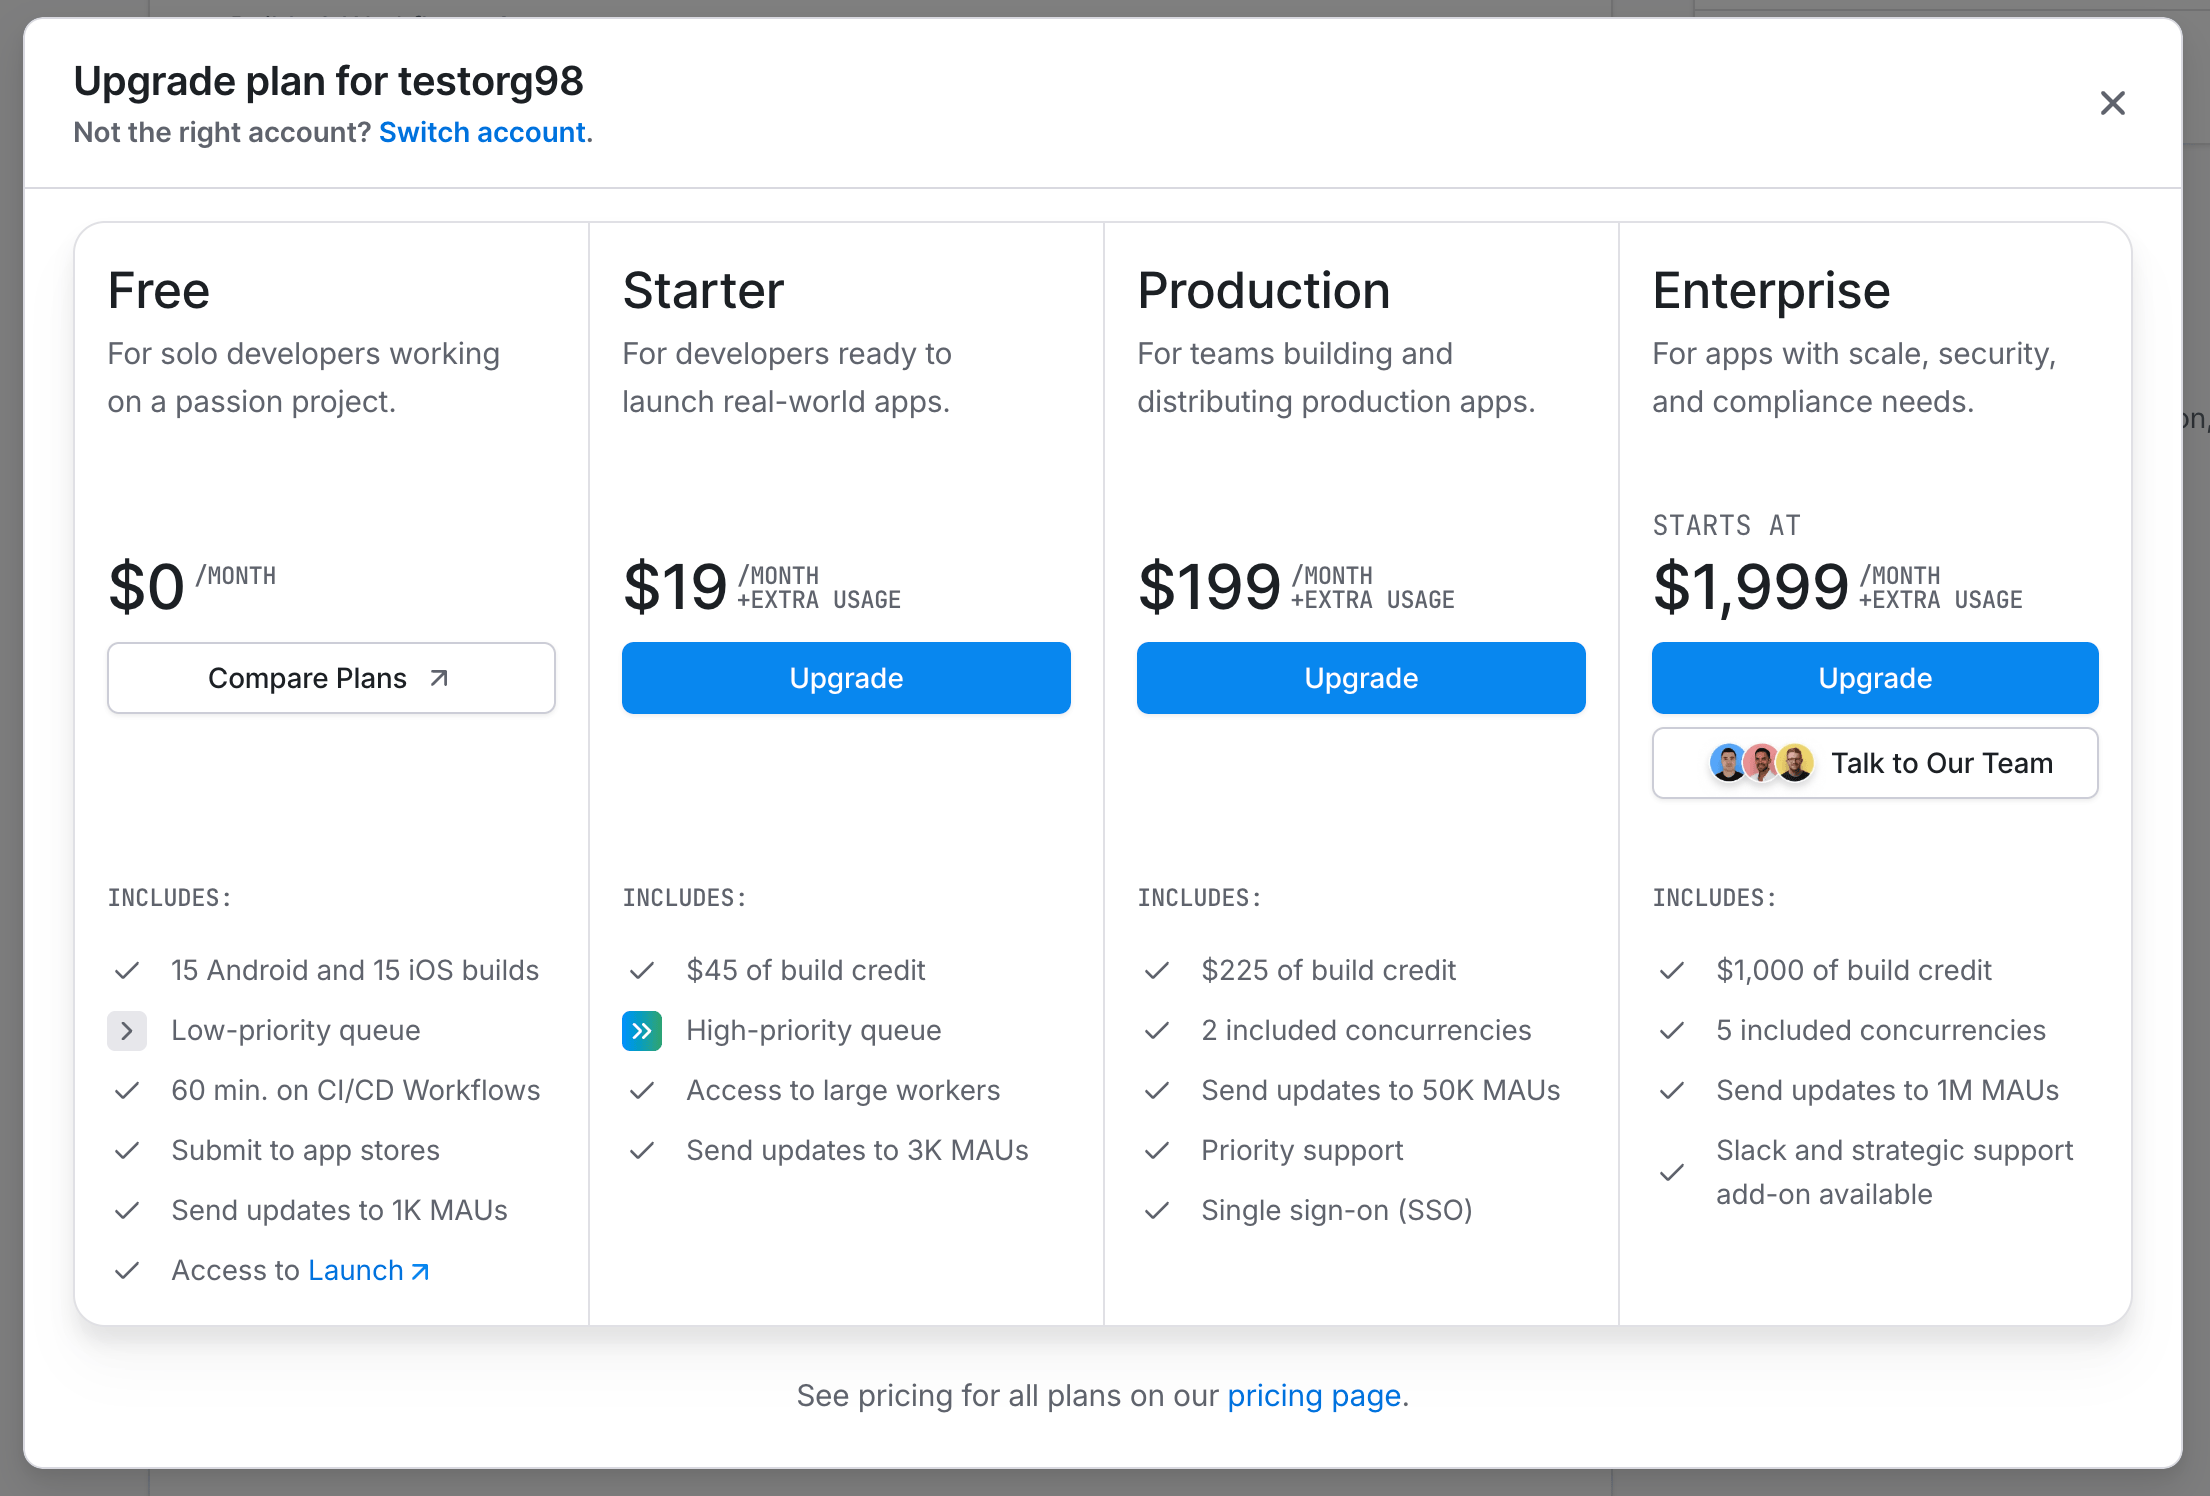 Upgrade plan for testorg98
Not the right account? Switch account.
Free
For solo developers working
on a passion project.
$0 /MONTH
Compare Plans
INCLUDES:
15 Android and 15 iOS builds
Low-priority queue
60 min. on CI/CD Workflows
Submit to app stores
Send updates to 1K MAUs
Access to Launch
Starter
For developers ready to
launch real-world apps.
$19 /MONTH
+EXTRA USAGE
Upgrade
INCLUDES:
$45 of build credit
High-priority queue
Access to large workers
Send updates to 3K MAUs
Production
For teams building and
distributing production apps.
$199 /MONTH
+EXTRA USAGE
Upgrade
INCLUDES:
$225 of build credit
2 included concurrencies
Send updates to 50K MAUs
Priority support
Single sign-on (SSO)
Enterprise
For apps with scale, security,
and compliance needs.
STARTS AT
$1,999 /MONTH
+EXTRA USAGE
Upgrade
Talk to Our Team
INCLUDES:
$1,000 of build credit
5 included concurrencies
Send updates to 1M MAUs
Slack and strategic support
add-on available
See pricing for all plans on our pricing page.